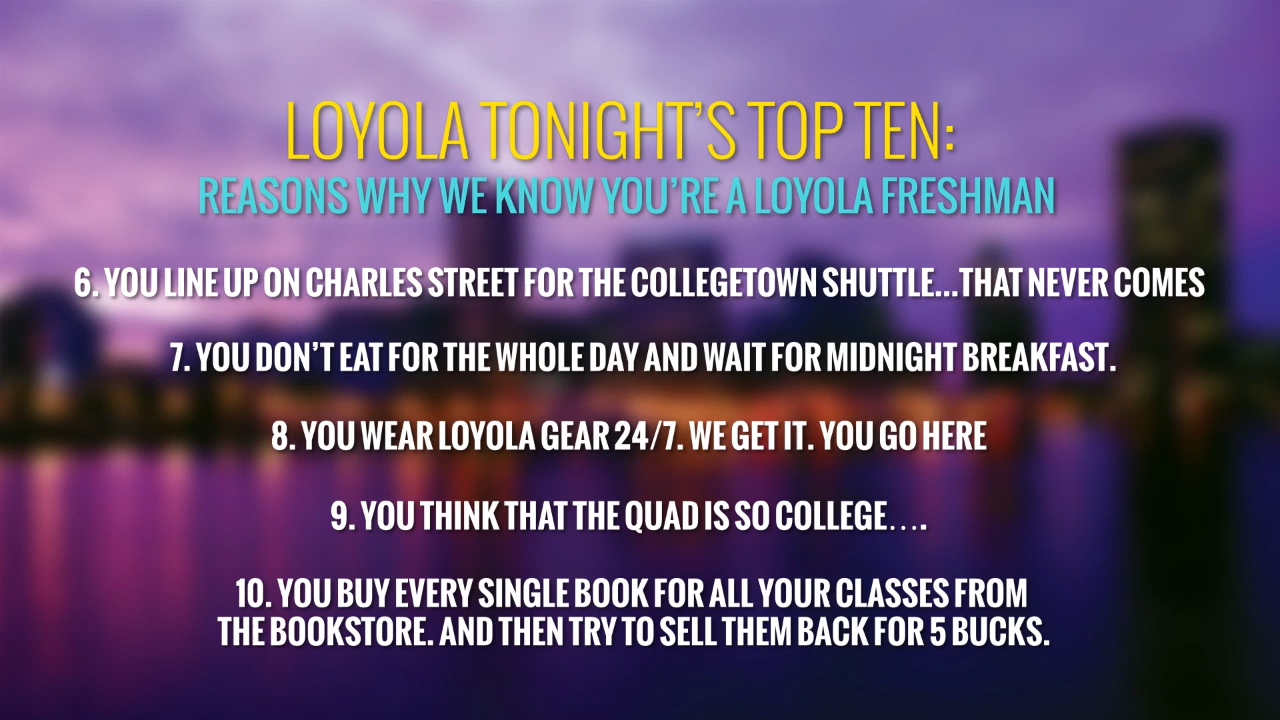 LOYOLA TONIGHT'S TOP TEN:
REASONS WHY WE KNOW YOU'RE A LOYOLA FRESHMAN
6. YOU LINE UP ON CHARLES STREET FOR THE COLLEGETOWN SHUTTLE...THAT NEVER COMES
7. YOU DON'T EAT FOR THE WHOLE DAY AND WAIT FOR MIDNIGHT BREAKFAST.
8. YOU WEAR LOYOLA GEAR 24/7. WE GET IT. YOU GO HERE
9. YOU THINK THAT THE QUAD IS SO COLLEGE….
10. YOU BUY EVERY SINGLE BOOK FOR ALL YOUR CLASSES FROM
THE BOOKSTORE. AND THEN TRY TO SELL THEM BACK FOR 5 BUCKS.